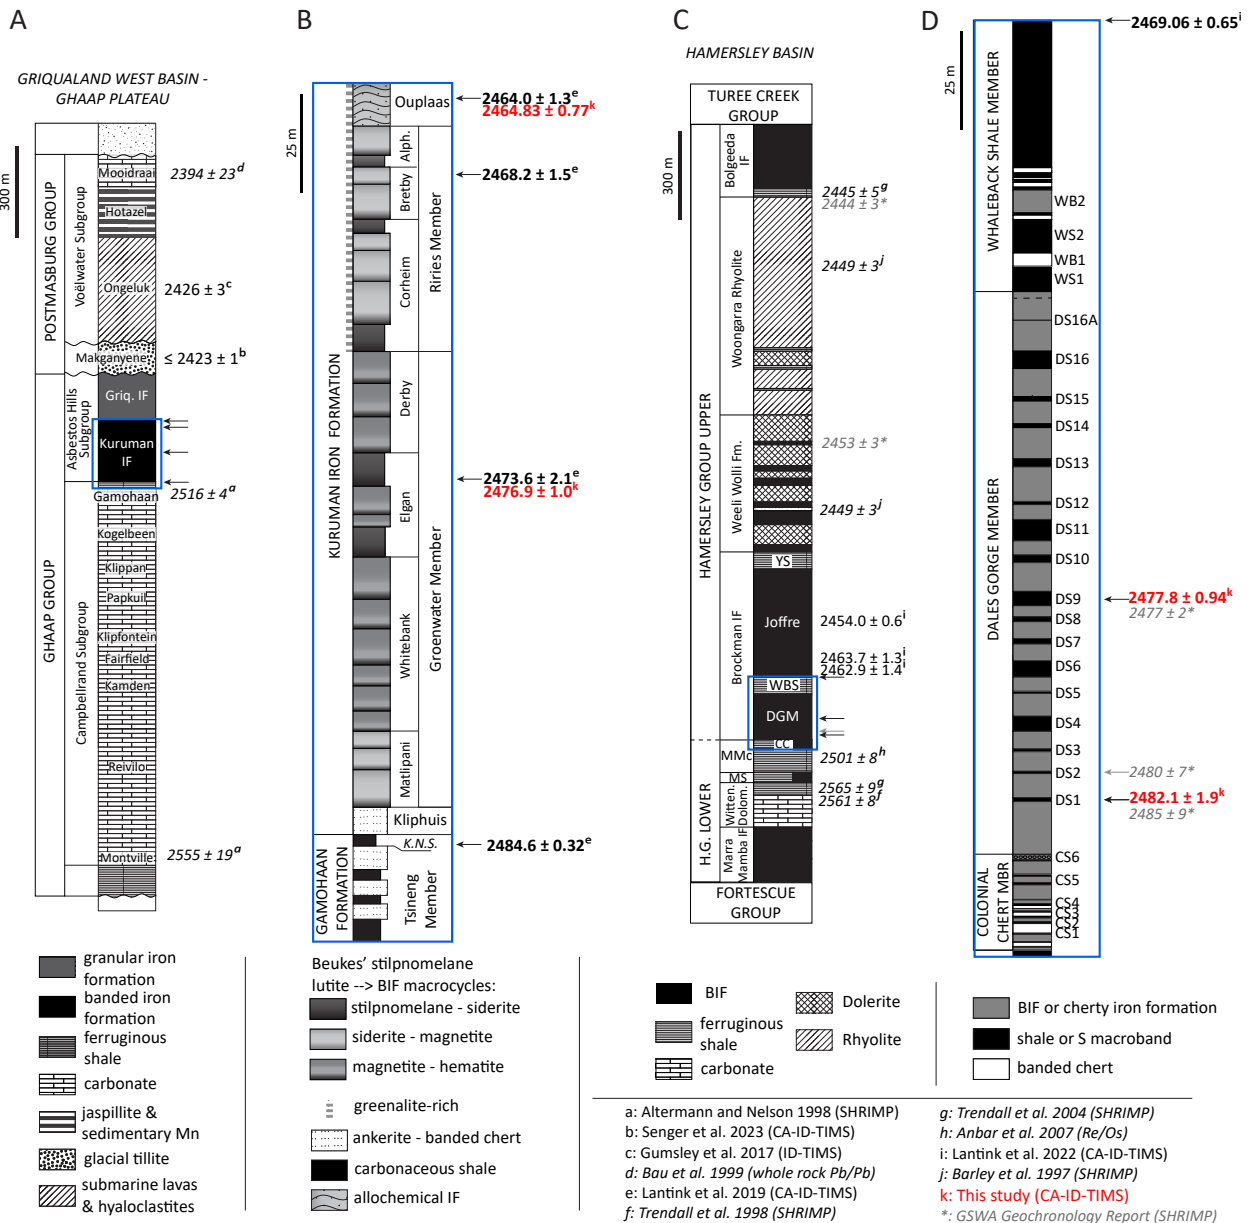 A
GRIQUALAND WEST BASIN -
GHAAP PLATEAU
300 m
POSTMASBURG GROUP
Voëlwater Subgroup
Mooidraai
2394 ± 23d
Hotazel
Ongeluk
2426 ± 3c
Makganyene
≤ 2423 ± 1b
GHAAP GROUP
Asbestos Hills
Subgroup
Griq. IF
Kuruman
IF
Campbellrand Subgroup
Gamohaan
2516 ± 4a
Kogelbeen
Klippan
Papkuil
Klipfontein
Fairfield
Kamden
Reivilo
Montville
2555 ± 19a
granular iron
formation
banded iron
formation
ferruginous
shale
carbonate
jaspillite &
sedimentary Mn
glacial tillite
submarine lavas
& hyaloclastites
B
25 m
KURUMAN IRON FORMATION
Ouplaas
2464.0 ± 1.3e
2464.83 ± 0.77k
Alph.
Bretby
2468.2 ± 1.5e
Corheim
Riries Member
Derby
Elgan
2473.6 ± 2.1e
2476.9 ± 1.0k
Whitebank
Groenwater Member
Matlipani
Kliphuis
GAMOHAAN
FORMATION
K.N.S.
2484.6 ± 0.32e
Tsineng
Member
Beukes' stilpnomelane
lutite --> BIF macrocycles:
stilpnomelane - siderite
siderite - magnetite
magnetite - hematite
greenalite-rich
ankerite - banded chert
carbonaceous shale
allochemical IF
C
HAMERSLEY BASIN
300 m
TUREE CREEK
GROUP
HAMERSLEY GROUP UPPER
Bolgeeda
IF
2445 ± 5g
2444 ± 3*
Woongarra Rhyolite
2449 ± 3j
Weeli Wolli Fm.
2453 ± 3*
2449 ± 3j
Brockman IF
YS
Joffre
2454.0 ± 0.6i
2463.7 ± 1.3i
2462.9 ± 1.4i
WBS
DGM
CC
H.G. LOWER
MMc
2501 ± 8h
MS
2565 ± 9g
2561 ± 8f
Witten.
Dolom.
Marra
Mamba IF
FORTESCUE
GROUP
BIF
ferruginous
shale
carbonate
Dolerite
Rhyolite
D
25 m
2469.06 ± 0.65i
WHALEBACK SHALE MEMBER
WB2
WS2
WB1
WS1
DALES GORGE MEMBER
DS16A
DS16
DS15
DS14
DS13
DS12
DS11
DS10
DS9
2477.8 ± 0.94k
2477 ± 2*
DS8
DS7
DS6
DS5
DS4
DS3
DS2
2480 ± 7*
DS1
2482.1 ± 1.9k
2485 ± 9*
COLONIAL
CHERT MBR
CS6
CS5
CS4
CS3
CS2
CS1
BIF or cherty iron formation
shale or S macroband
banded chert
a: Altermann and Nelson 1998 (SHRIMP)
b: Senger et al. 2023 (CA-ID-TIMS)
c: Gumsley et al. 2017 (ID-TIMS)
d: Bau et al. 1999 (whole rock Pb/Pb)
e: Lantink et al. 2019 (CA-ID-TIMS)
f: Trendall et al. 1998 (SHRIMP)
g: Trendall et al. 2004 (SHRIMP)
h: Anbar et al. 2007 (Re/Os)
i: Lantink et al. 2022 (CA-ID-TIMS)
j: Barley et al. 1997 (SHRIMP)
k: This study (CA-ID-TIMS)
*: GSWA Geochronology Report (SHRIMP)